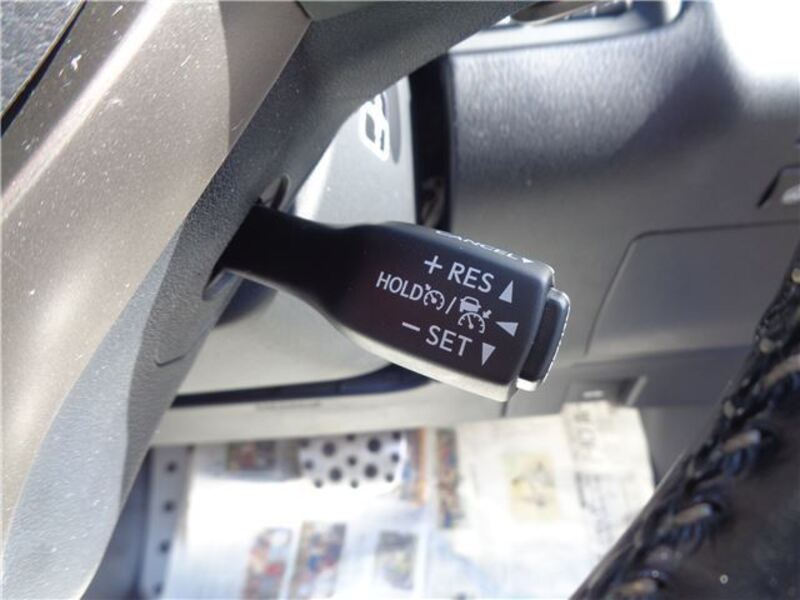 CANCEL
+ RES ▲
HOLD /
− SET ▼